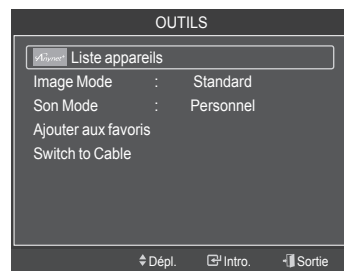 OUTILS
Anynet+ Liste appareils
Image Mode : Standard
Son Mode : Personnel
Ajouter aux favoris
Switch to Cable
Dépl. Intro. Sortie